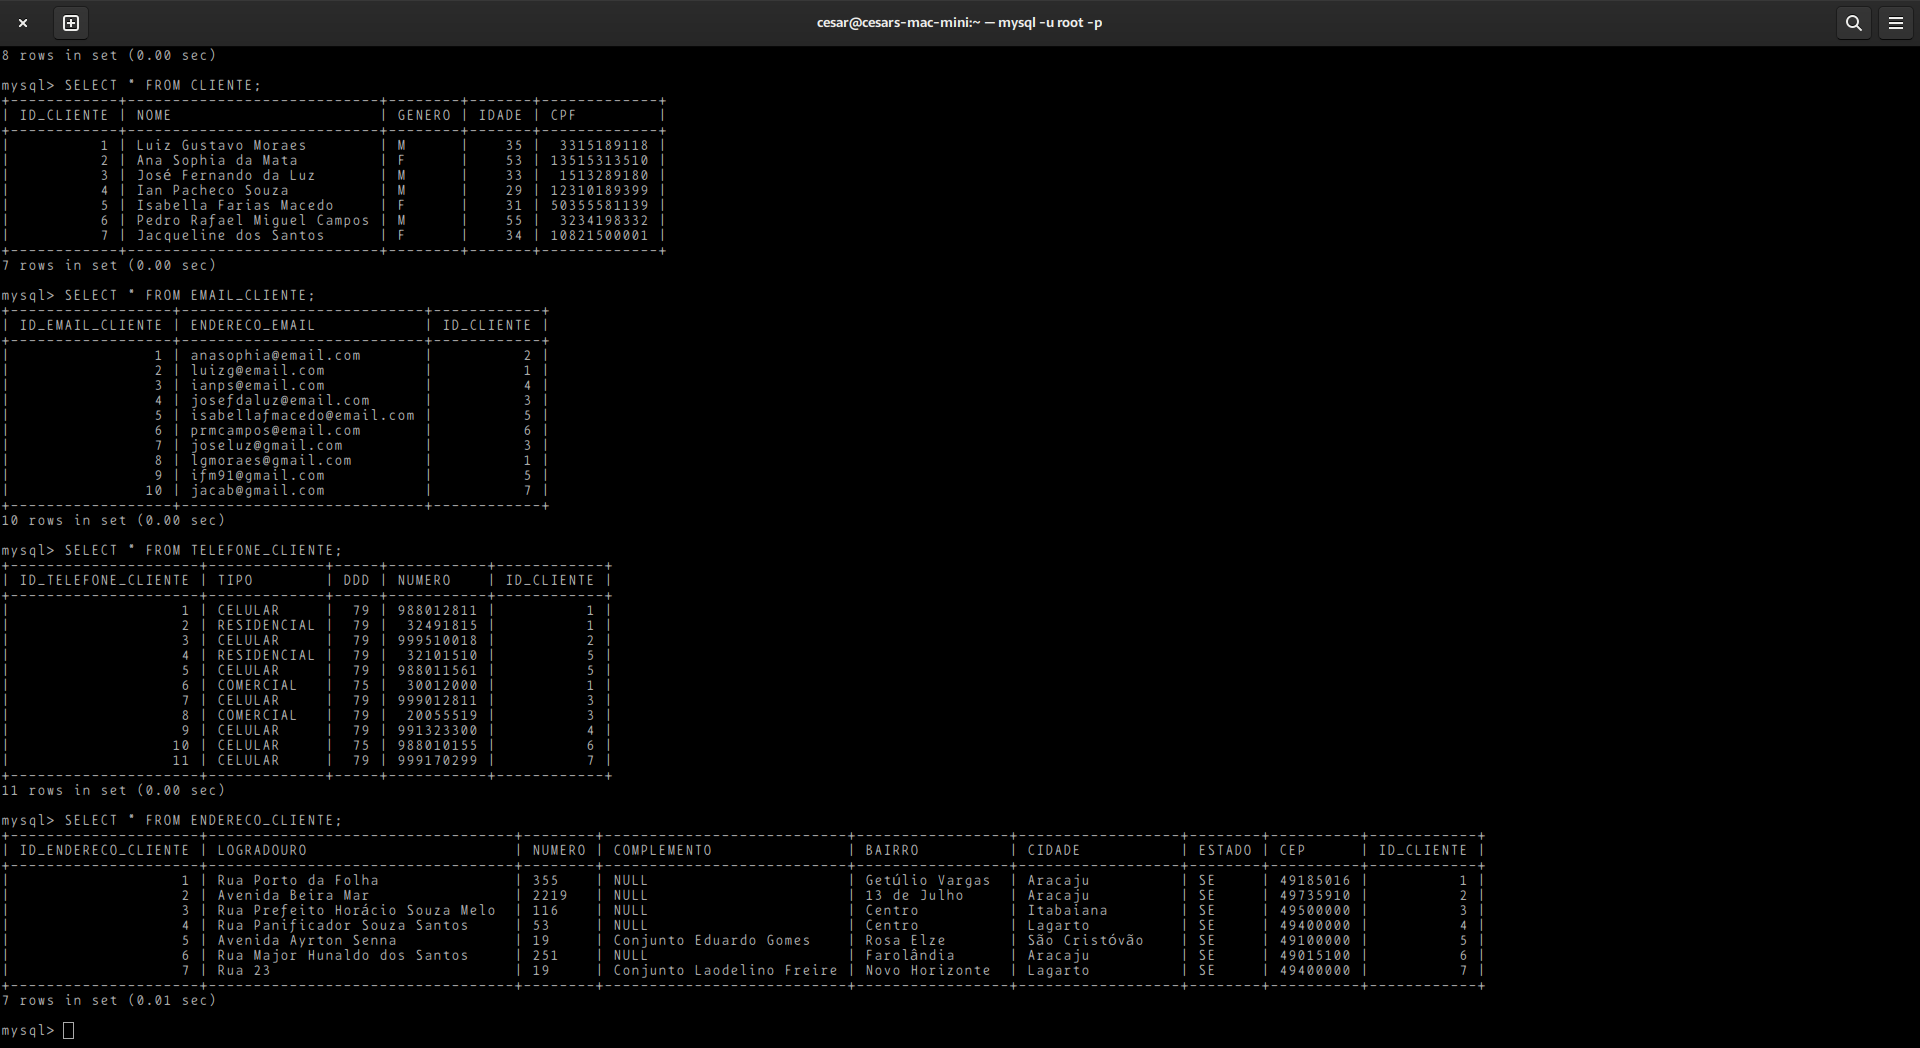 cesar@cesars-mac-mini:~ — mysql -u root -p
8 rows in set (0.00 sec)
mysql> SELECT * FROM CLIENTE;
+------------+----------------------------+--------+-------+-------------+
| ID_CLIENTE | NOME                       | GENERO | IDADE | CPF         |
+------------+----------------------------+--------+-------+-------------+
|          1 | Luiz Gustavo Moraes        | M      |    35 |  3315189118 |
|          2 | Ana Sophia da Mata         | F      |    53 | 13515313510 |
|          3 | José Fernando da Luz       | M      |    33 |  1513289180 |
|          4 | Ian Pacheco Souza          | M      |    29 | 12310189399 |
|          5 | Isabella Farias Macedo     | F      |    31 | 50355581139 |
|          6 | Pedro Rafael Miguel Campos | M      |    55 |  3234198332 |
|          7 | Jacqueline dos Santos      | F      |    34 | 10821500001 |
+------------+----------------------------+--------+-------+-------------+
7 rows in set (0.00 sec)
mysql> SELECT * FROM EMAIL_CLIENTE;
+------------------+---------------------------+------------+
| ID_EMAIL_CLIENTE | ENDERECO_EMAIL            | ID_CLIENTE |
+------------------+---------------------------+------------+
|                1 | anasophia@email.com       |          2 |
|                2 | luizg@email.com           |          1 |
|                3 | ianps@email.com           |          4 |
|                4 | josefdaluz@email.com      |          3 |
|                5 | isabellafmacedo@email.com |          5 |
|                6 | prmcampos@email.com       |          6 |
|                7 | joseluz@gmail.com         |          3 |
|                8 | lgmoraes@gmail.com        |          1 |
|                9 | ifm91@gmail.com           |          5 |
|               10 | jacab@gmail.com           |          7 |
+------------------+---------------------------+------------+
10 rows in set (0.00 sec)
mysql> SELECT * FROM TELEFONE_CLIENTE;
+---------------------+-------------+-----+-----------+------------+
| ID_TELEFONE_CLIENTE | TIPO        | DDD | NUMERO    | ID_CLIENTE |
+---------------------+-------------+-----+-----------+------------+
|                   1 | CELULAR     |  79 | 988012811 |          1 |
|                   2 | RESIDENCIAL |  79 |  32491815 |          1 |
|                   3 | CELULAR     |  79 | 999510018 |          2 |
|                   4 | RESIDENCIAL |  79 |  32101510 |          5 |
|                   5 | CELULAR     |  79 | 988011561 |          5 |
|                   6 | COMERCIAL   |  75 |  30012000 |          1 |
|                   7 | CELULAR     |  79 | 999012811 |          3 |
|                   8 | COMERCIAL   |  79 |  20055519 |          3 |
|                   9 | CELULAR     |  79 | 991323300 |          4 |
|                  10 | CELULAR     |  75 | 988010155 |          6 |
|                  11 | CELULAR     |  79 | 999170299 |          7 |
+---------------------+-------------+-----+-----------+------------+
11 rows in set (0.00 sec)
mysql> SELECT * FROM ENDERECO_CLIENTE;
+---------------------+----------------------------------+--------+---------------------------+-----------------+------------------+--------+----------+------------+
| ID_ENDERECO_CLIENTE | LOGRADOURO                       | NUMERO | COMPLEMENTO               | BAIRRO          | CIDADE           | ESTADO | CEP      | ID_CLIENTE |
+---------------------+----------------------------------+--------+---------------------------+-----------------+------------------+--------+----------+------------+
|                   1 | Rua Porto da Folha               | 355    | NULL                      | Getúlio Vargas  | Aracaju          | SE     | 49185016 |          1 |
|                   2 | Avenida Beira Mar                | 2219   | NULL                      | 13 de Julho     | Aracaju          | SE     | 49735910 |          2 |
|                   3 | Rua Prefeito Horácio Souza Melo  | 116    | NULL                      | Centro          | Itabaiana        | SE     | 49500000 |          3 |
|                   4 | Rua Panificador Souza Santos     | 53     | NULL                      | Centro          | Lagarto          | SE     | 49400000 |          4 |
|                   5 | Avenida Ayrton Senna             | 19     | Conjunto Eduardo Gomes    | Rosa Elze       | São Cristóvão    | SE     | 49100000 |          5 |
|                   6 | Rua Major Hunaldo dos Santos     | 251    | NULL                      | Farolândia      | Aracaju          | SE     | 49015100 |          6 |
|                   7 | Rua 23                           | 19     | Conjunto Laodelino Freire | Novo Horizonte  | Lagarto          | SE     | 49400000 |          7 |
+---------------------+----------------------------------+--------+---------------------------+-----------------+------------------+--------+----------+------------+
7 rows in set (0.01 sec)
mysql>